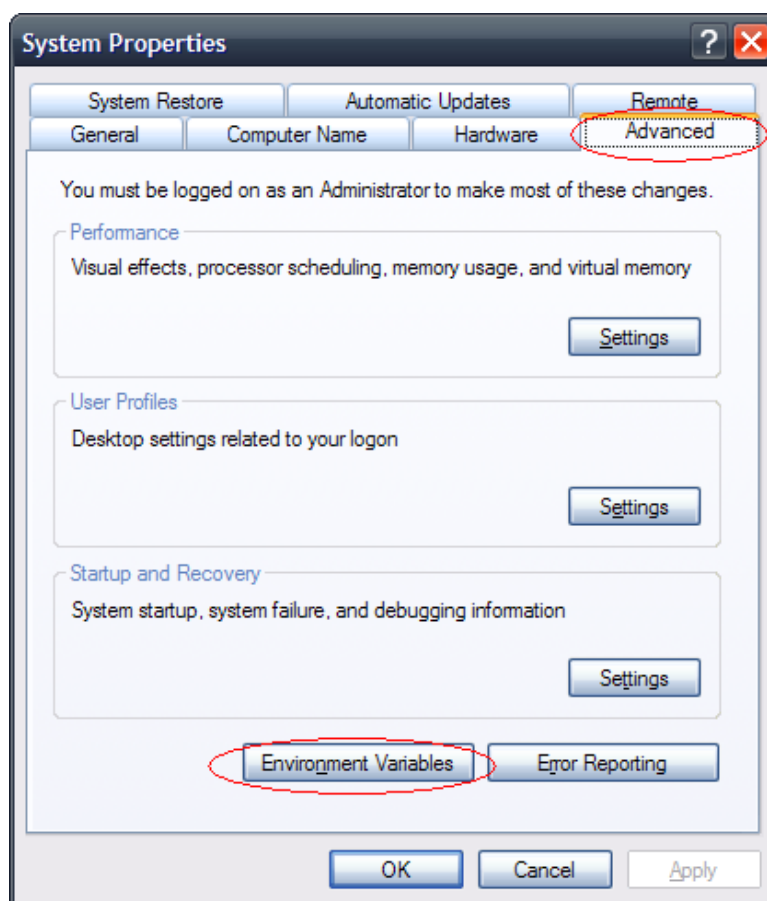 System Properties
System Restore
Automatic Updates
Remote
General
Computer Name
Hardware
Advanced
You must be logged on as an Administrator to make most of these changes.
Performance
Visual effects, processor scheduling, memory usage, and virtual memory
Settings
User Profiles
Desktop settings related to your logon
Settings
Startup and Recovery
System startup, system failure, and debugging information
Settings
Environment Variables
Error Reporting
OK
Cancel
Apply